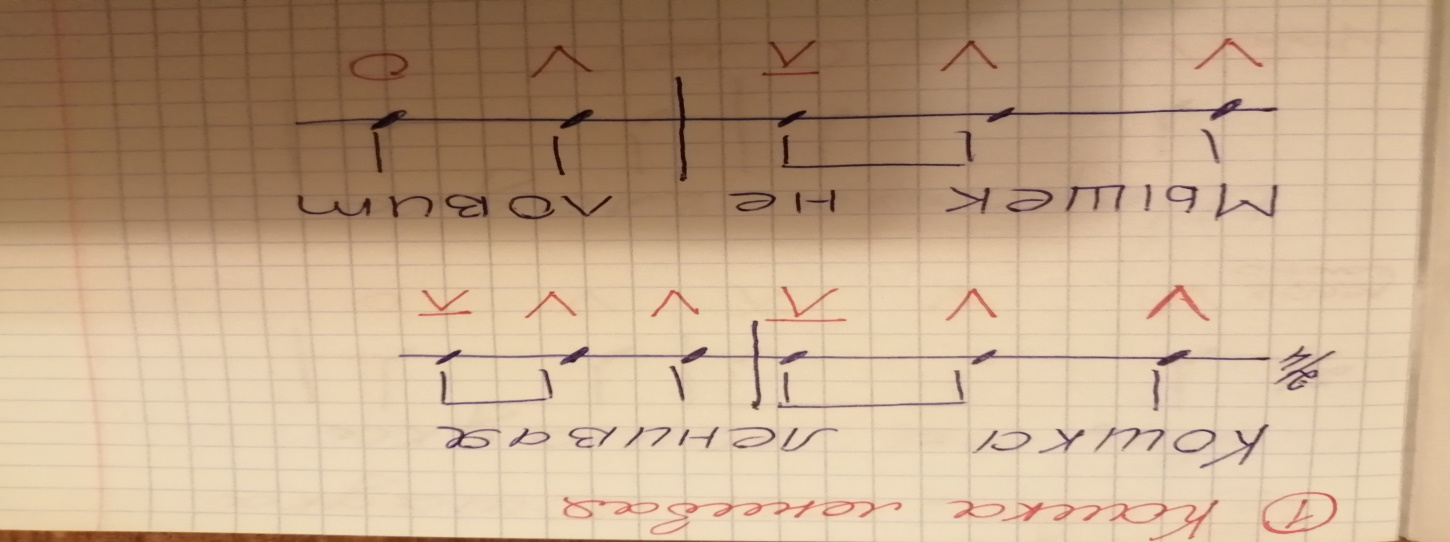 ① Кошка ленивая
Кошка ленивая
2/4
Мышек не ловит